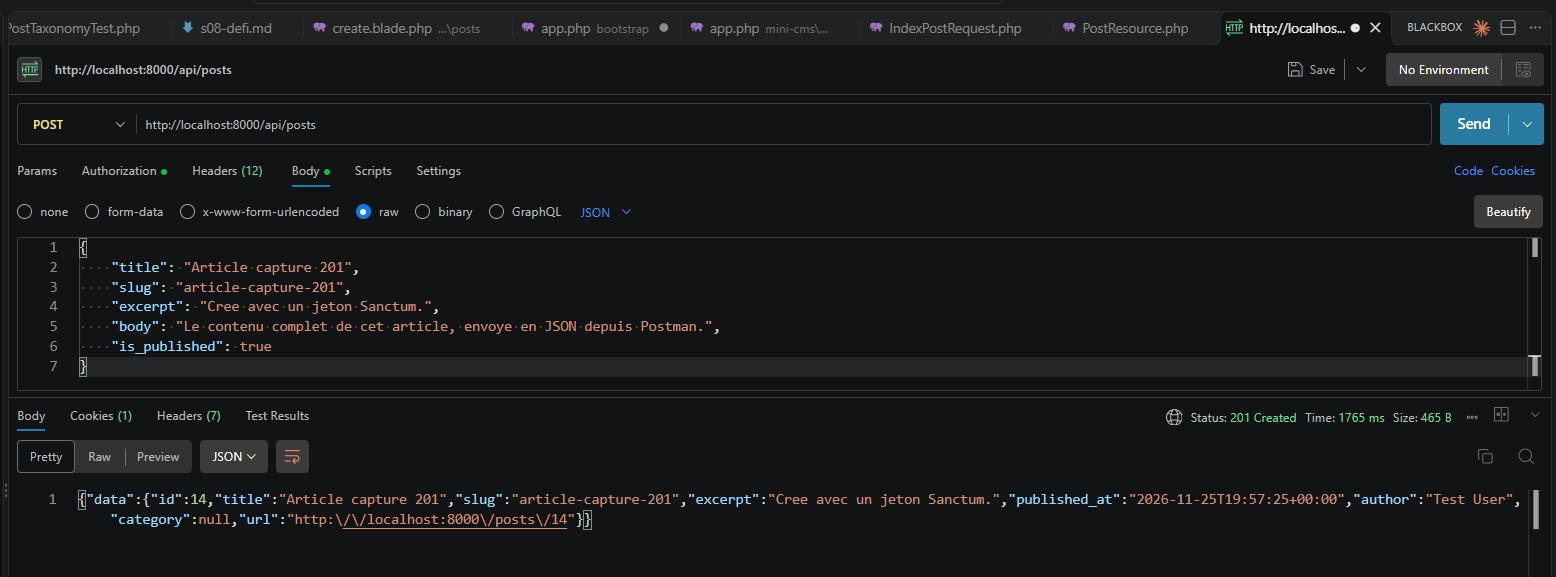 PostTaxonomyTest.php s08-defi.md create.blade.php ...\posts app.php bootstrap app.php mini-cms\... IndexPostRequest.php PostResource.php HTTP http://localhos... BLACKBOX
HTTP http://localhost:8000/api/posts Save No Environment
POST http://localhost:8000/api/posts Send
Params Authorization Headers (12) Body Scripts Settings Code Cookies
none form-data x-www-form-urlencoded raw binary GraphQL JSON Beautify
1 {
2 "title": "Article capture 201",
3 "slug": "article-capture-201",
4 "excerpt": "Cree avec un jeton Sanctum.",
5 "body": "Le contenu complet de cet article, envoye en JSON depuis Postman.",
6 "is_published": true
7 }
Body Cookies (1) Headers (7) Test Results Status: 201 Created Time: 1765 ms Size: 465 B
Pretty Raw Preview JSON
1 {"data":{"id":14,"title":"Article capture 201","slug":"article-capture-201","excerpt":"Cree avec un jeton Sanctum.","published_at":"2026-11-25T19:57:25+00:00","author":"Test User",
"category":null,"url":"http:\/\/localhost:8000\/posts\/14"}}